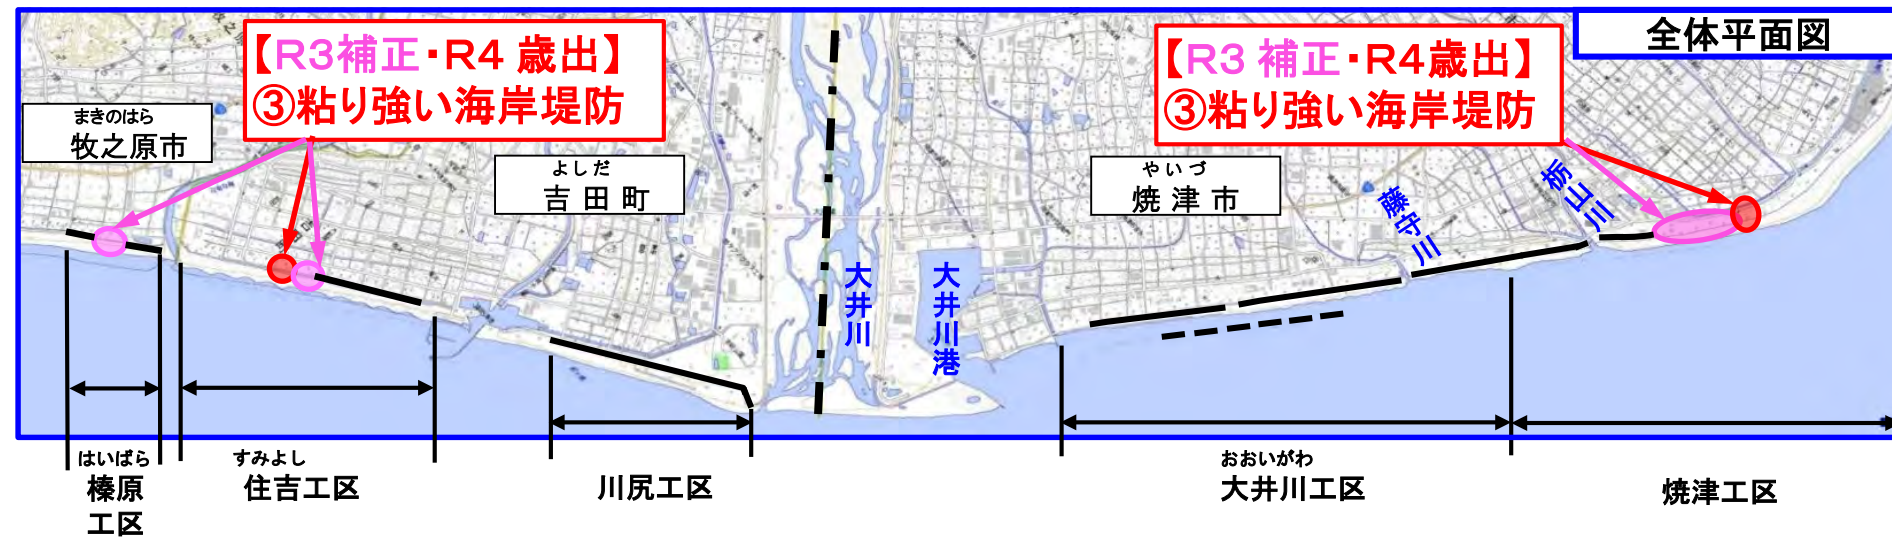 全体平面図
【R3補正・R4 歳出】
③粘り強い海岸堤防
【R3 補正・R4歳出】
③粘り強い海岸堤防
まきのはら
牧之原市
よしだ
吉田町
やいづ
焼津市
藤守川
栃山川
大井川
大井川港
はいばら
榛原
工区
すみよし
住吉工区
川尻工区
おおいがわ
大井川工区
焼津工区